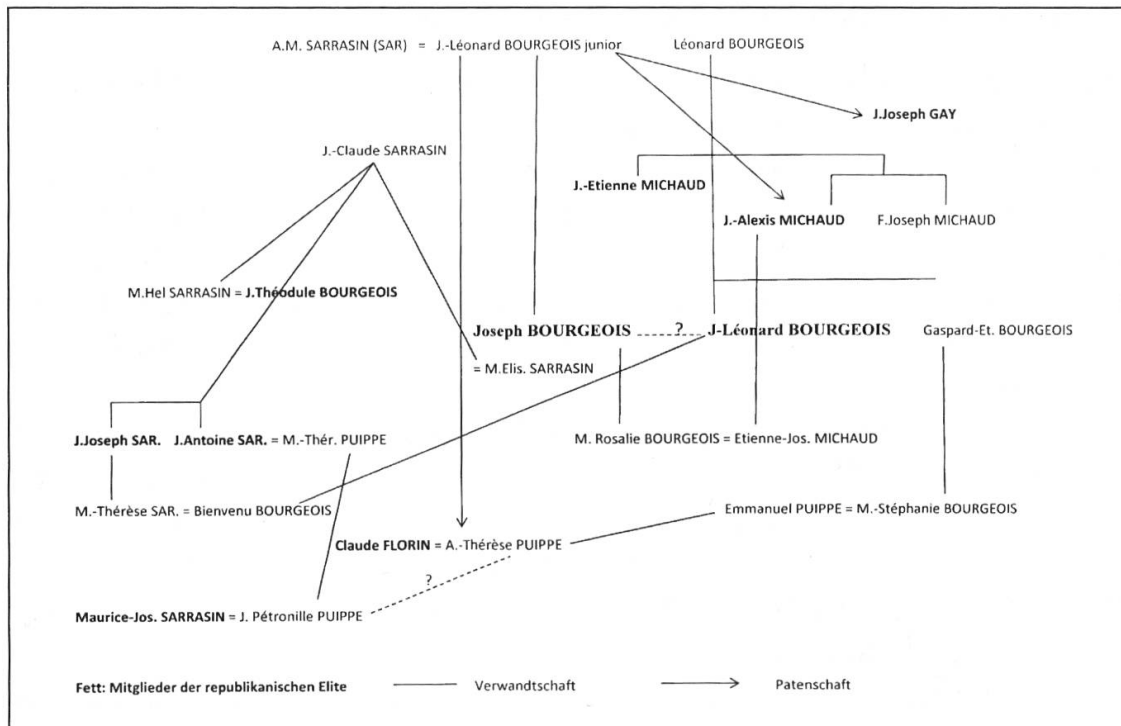 A.M. SARRASIN (SAR) = J.-Léonard BOURGEOIS junior Léonard BOURGEOIS
J.Joseph GAY
J.-Claude SARRASIN
J.-Etienne MICHAUD
J.-Alexis MICHAUD F.Joseph MICHAUD
M.Hel SARRASIN = J.Théodule BOURGEOIS
Joseph BOURGEOIS ? J-Léonard BOURGEOIS Gaspard-Et. BOURGEOIS
= M.Elis. SARRASIN
J.Joseph SAR. J.Antoine SAR. = M.-Thér. PUIPPE M. Rosalie BOURGEOIS = Etienne-Jos. MICHAUD
M.-Thérèse SAR. = Bienvenu BOURGEOIS Emmanuel PUIPPE = M.-Stéphanie BOURGEOIS
Claude FLORIN = A.-Thérèse PUIPPE
?
Maurice-Jos. SARRASIN = J. Pétronille PUIPPE
Fett: Mitglieder der republikanischen Elite Verwandtschaft Patenschaft